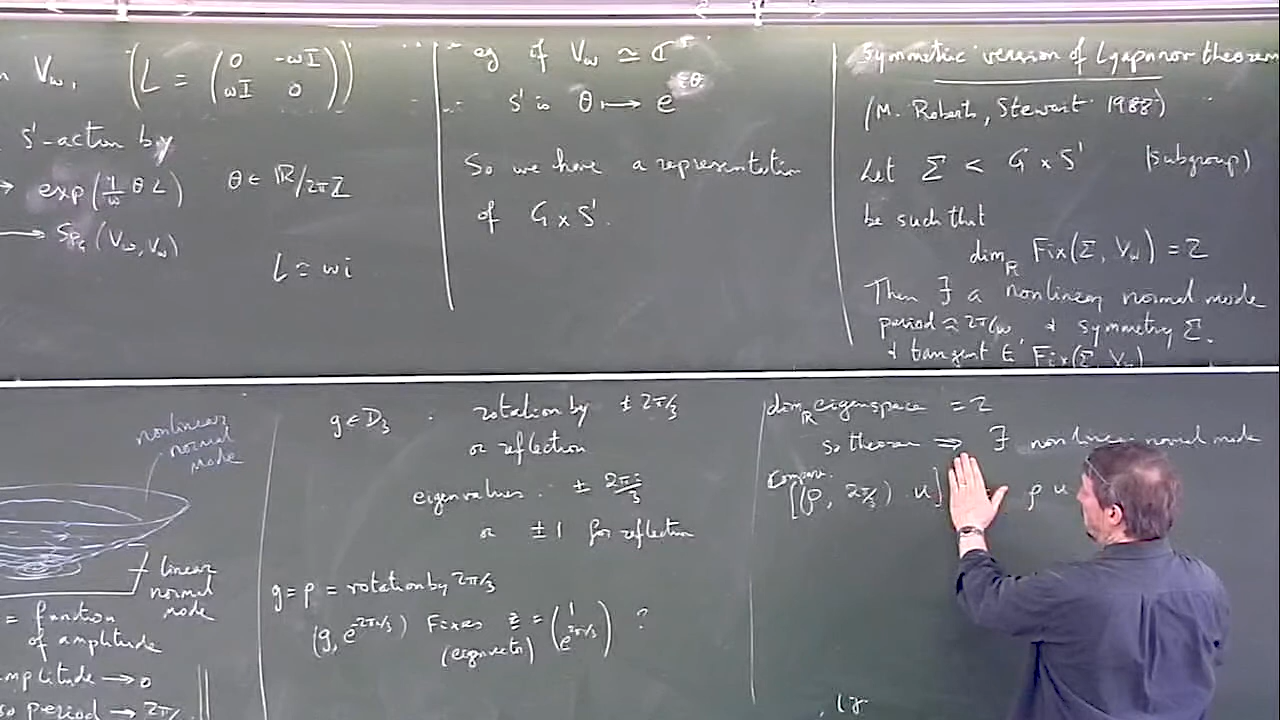 V_ω, (L = (0 -ωI
ωI 0))
S¹-action by
→ exp(1/ω θ L) θ ∈ ℝ/2πℤ
→ Sp_G (V_ω, V_ω)
L = ωi
eg if V_ω ≃ ℂ
S¹ is θ ↦ e^{iθ}
So we have a representation
of G × S¹.
Symmetric version of Lyapunov theorem
(M. Roberts, Stewart 1988)
Let Σ < G × S¹ (subgroup)
be such that
dim_ℝ Fix(Σ, V_ω) = 2
Then ∃ a nonlinear normal mode
period ≈ 2π/ω & symmetry Σ.
& tangent to Fix(Σ, V_ω)
nonlinear
normal
mode
linear
normal
mode
= function
of amplitude
amplitude → 0
so period → 2π/
g ∈ D₃ . rotation by ± 2π/3
or reflection
eigenvalues : ± 2πi/3
or ± 1 for reflection
g = ρ = rotation by 2π/3
(g, e^{-2πi/3}) Fixes z = (1
e^{2πi/3}) ?
(eigenvector)
dim_ℝ eigenspace = 2
so theorem ⇒ ∃ nonlinear normal mode
[(ρ, 2π/3) · u] ρ u